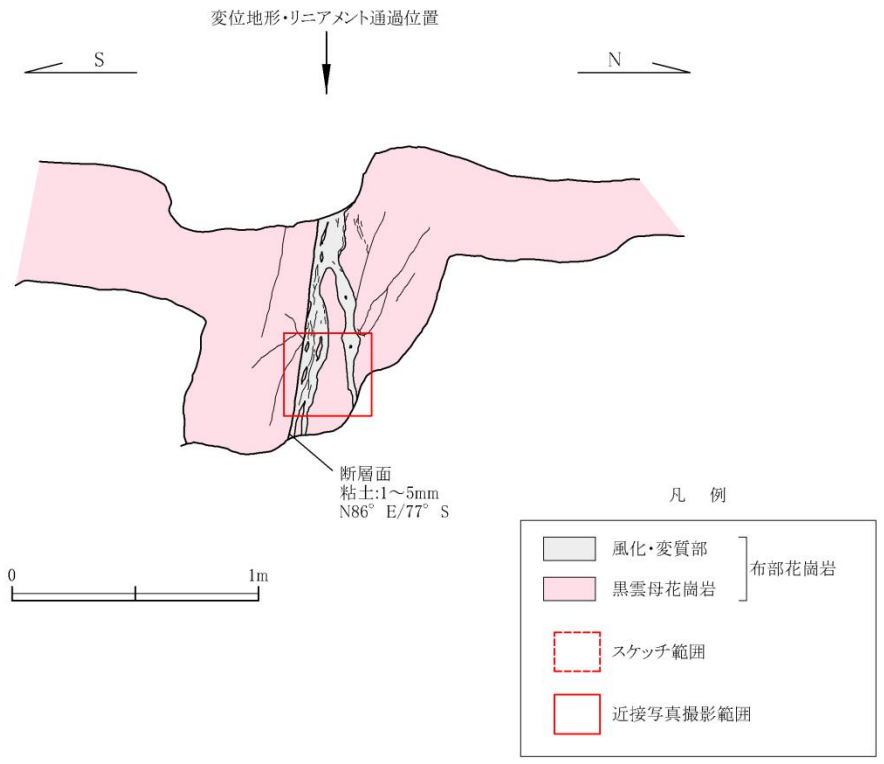 変位地形・リニアメント通過位置
S
N
断層面
粘土:1～5mm
N86° E/77° S
0
1m
凡 例
風化・変質部
黒雲母花崗岩
布部花崗岩
スケッチ範囲
近接写真撮影範囲